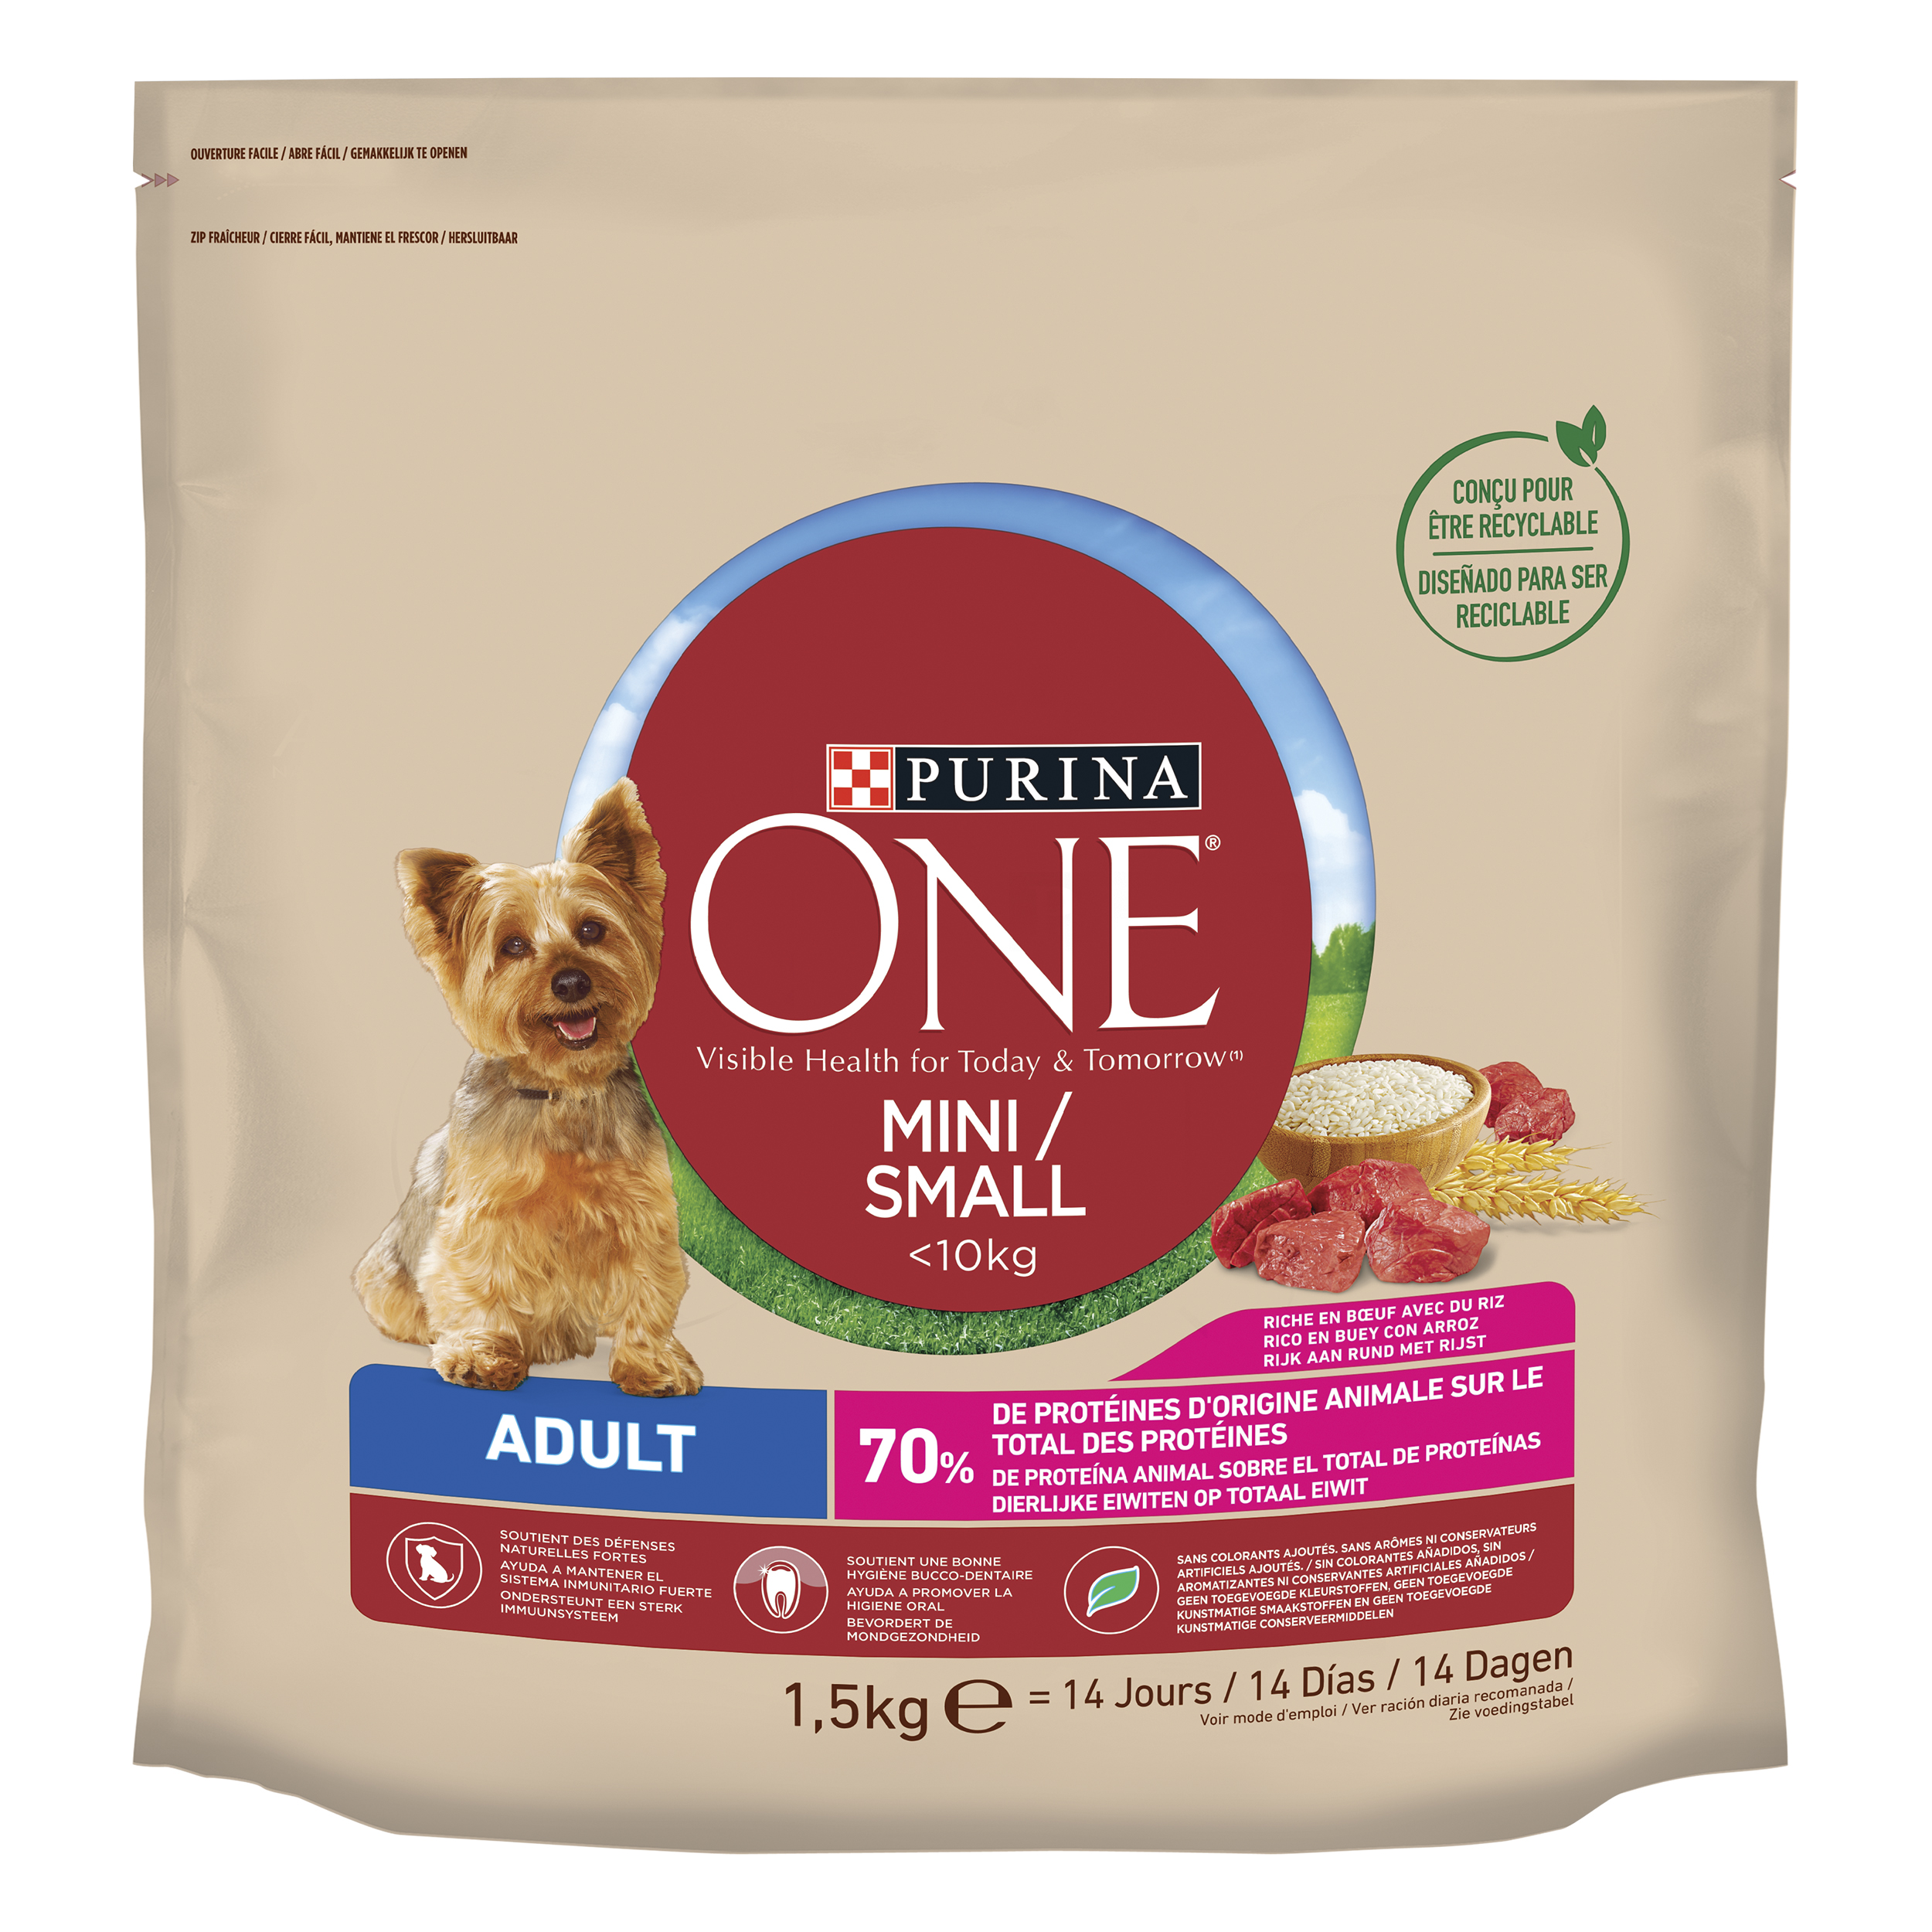 OUVERTURE FACILE / ABRE FÁCIL / GEMAKKELIJK TE OPENEN
ZIP FRAÎCHEUR / CIERRE FÁCIL, MANTIENE EL FRESCOR / HERSLUITBAAR
CONÇU POUR
ÊTRE RECYCLABLE
DISEÑADO PARA SER
RECICLABLE
PURINA
ONE®
Visible Health for Today & Tomorrow(1)
MINI /
SMALL
<10kg
RICHE EN BŒUF AVEC DU RIZ
RICO EN BUEY CON ARROZ
RIJK AAN RUND MET RIJST
ADULT
70%
DE PROTÉINES D'ORIGINE ANIMALE SUR LE
TOTAL DES PROTÉINES
DE PROTEÍNA ANIMAL SOBRE EL TOTAL DE PROTEÍNAS
DIERLIJKE EIWITEN OP TOTAAL EIWIT
SOUTIENT DES DÉFENSES
NATURELLES FORTES
AYUDA A MANTENER EL
SISTEMA INMUNITARIO FUERTE
ONDERSTEUNT EEN STERK
IMMUUNSYSTEEM
SOUTIENT UNE BONNE
HYGIÈNE BUCCO-DENTAIRE
AYUDA A PROMOVER LA
HIGIENE ORAL
BEVORDERT DE
MONDGEZONDHEID
SANS COLORANTS AJOUTÉS. SANS ARÔMES NI CONSERVATEURS
ARTIFICIELS AJOUTÉS. / SIN COLORANTES AÑADIDOS, SIN
AROMATIZANTES NI CONSERVANTES ARTIFICIALES AÑADIDOS /
GEEN TOEGEVOEGDE KLEURSTOFFEN, GEEN TOEGEVOEGDE
KUNSTMATIGE SMAAKSTOFFEN EN GEEN TOEGEVOEGDE
KUNSTMATIGE CONSERVEERMIDDELEN
1,5kg ℮ = 14 Jours / 14 Días / 14 Dagen
Voir mode d'emploi / Ver ración diaria recomanada /
Zie voedingstabel